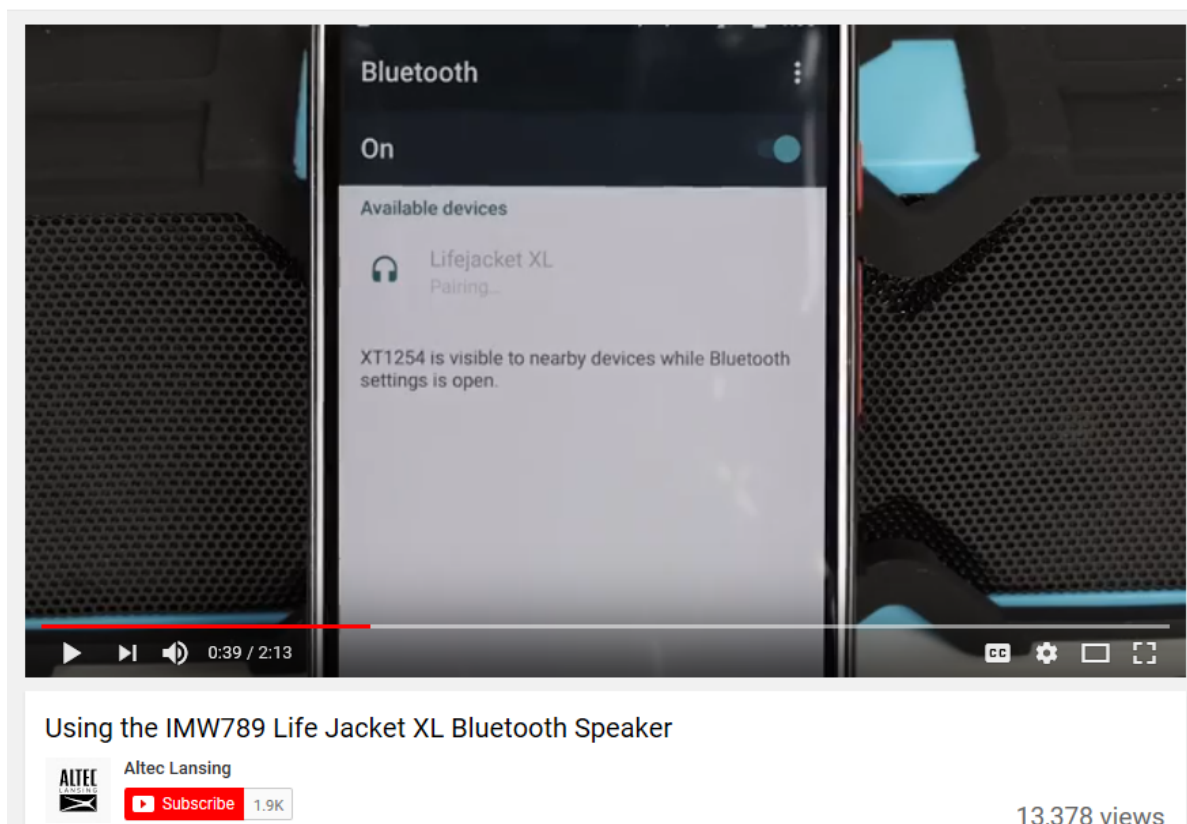 Bluetooth
On
Available devices
Lifejacket XL
Pairing...
XT1254 is visible to nearby devices while Bluetooth
settings is open.
0:39 / 2:13
CC
Using the IMW789 Life Jacket XL Bluetooth Speaker
ALTEC
LANSING
Altec Lansing
Subscribe 1.9K
13,378 views